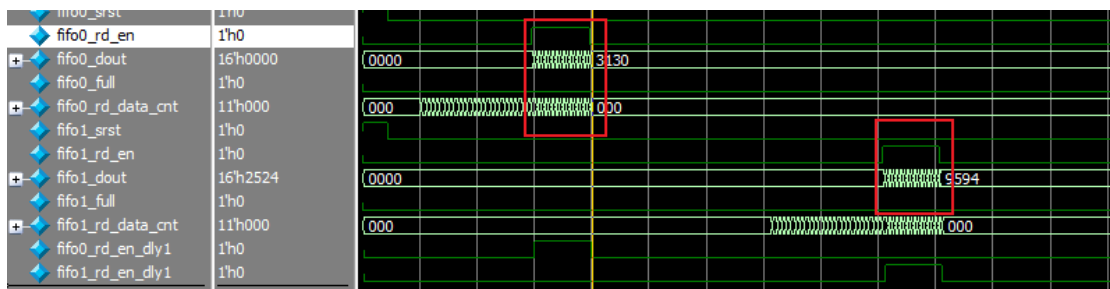 fifo0_srst 1'h0
fifo0_rd_en 1'h0
fifo0_dout 16'h0000 0000 3130
fifo0_full 1'h0
fifo0_rd_data_cnt 11'h000 000 000
fifo1_srst 1'h0
fifo1_rd_en 1'h0
fifo1_dout 16'h2524 0000 9594
fifo1_full 1'h0
fifo1_rd_data_cnt 11'h000 000 000
fifo0_rd_en_dly1 1'h0
fifo1_rd_en_dly1 1'h0